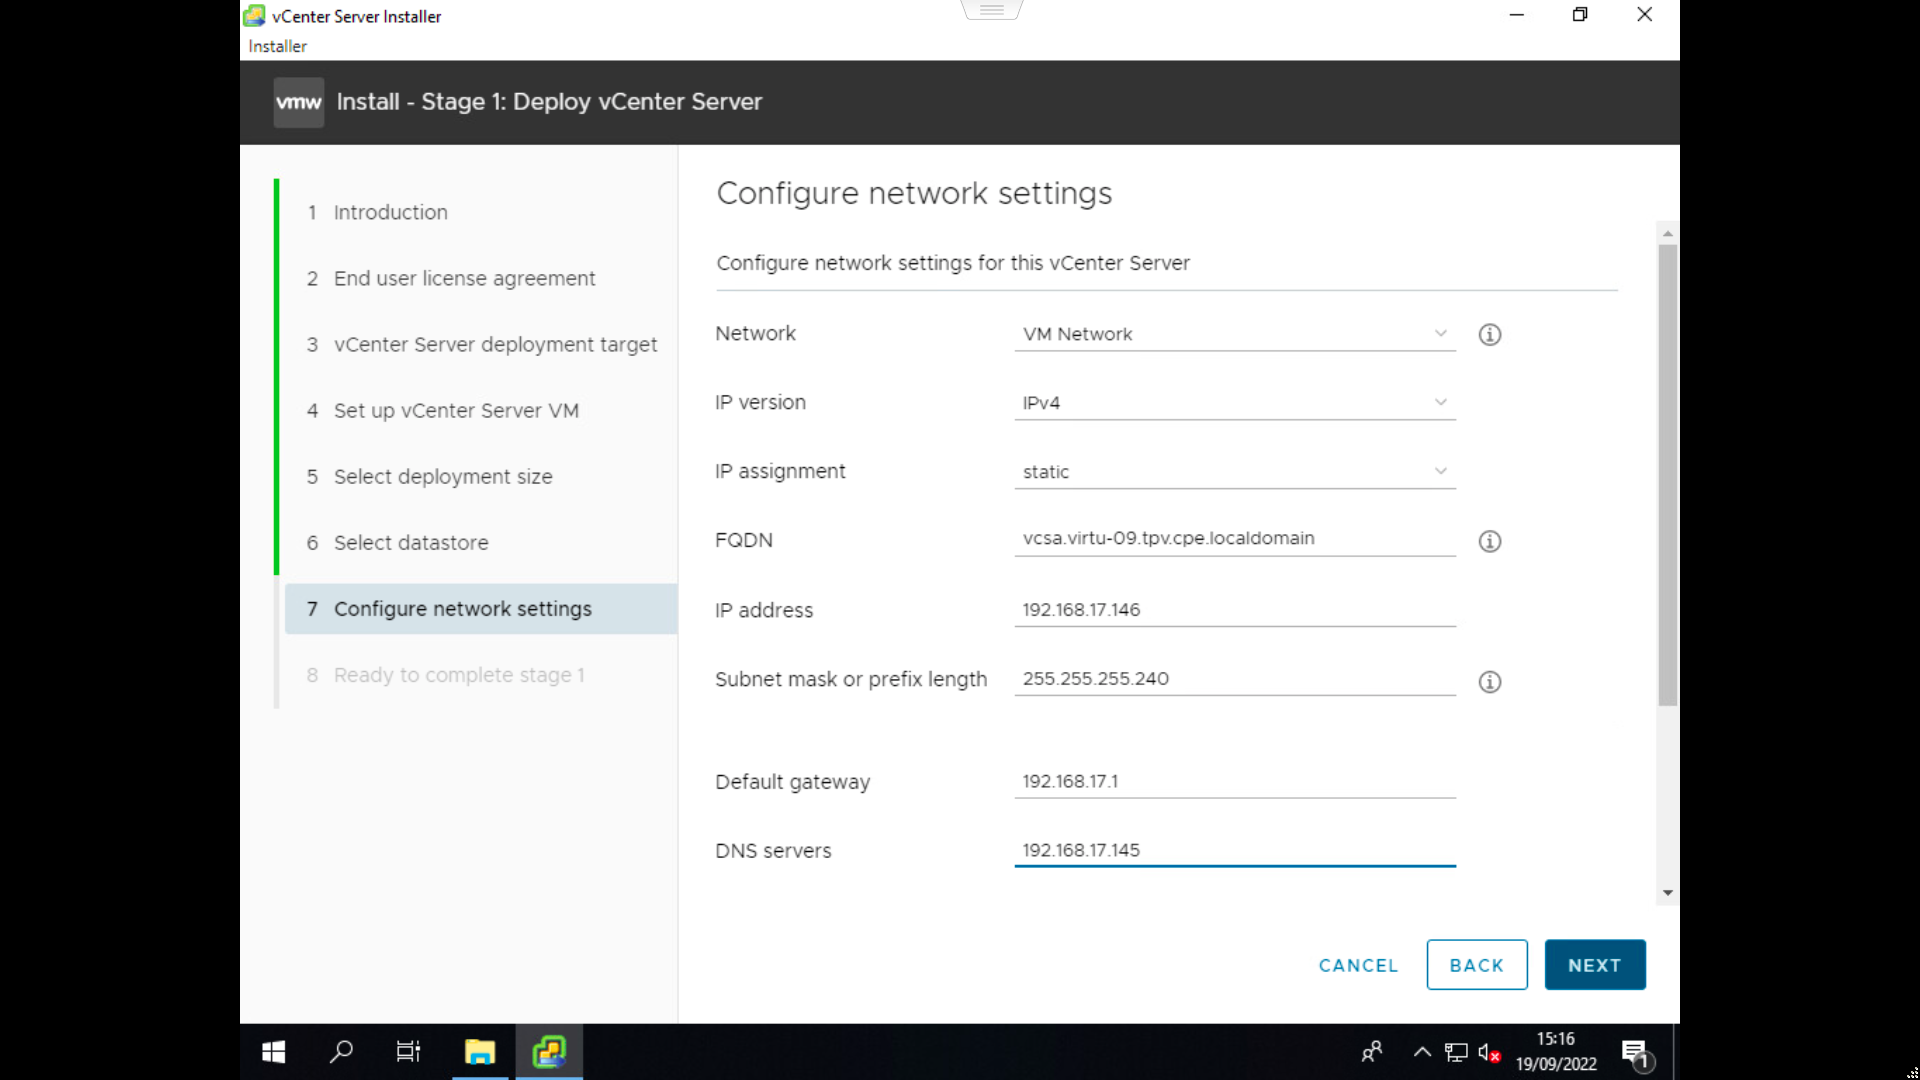 vCenter Server Installer
Installer
vmw Install - Stage 1: Deploy vCenter Server
1 Introduction
2 End user license agreement
3 vCenter Server deployment target
4 Set up vCenter Server VM
5 Select deployment size
6 Select datastore
7 Configure network settings
8 Ready to complete stage 1
Configure network settings
Configure network settings for this vCenter Server
Network VM Network
IP version IPv4
IP assignment static
FQDN vcsa.virtu-09.tpv.cpe.localdomain
IP address 192.168.17.146
Subnet mask or prefix length 255.255.255.240
Default gateway 192.168.17.1
DNS servers 192.168.17.145
CANCEL BACK NEXT
15:16
19/09/2022
1